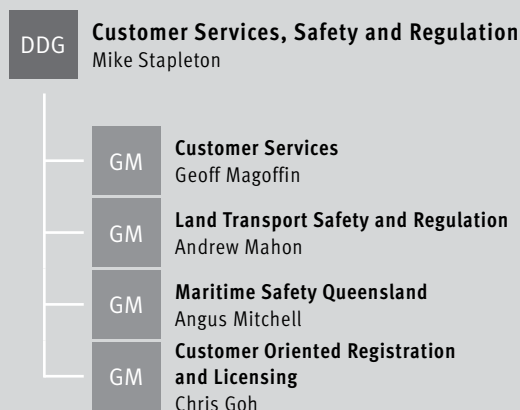 DDG
Customer Services, Safety and Regulation
Mike Stapleton
GM
Customer Services
Geoff Magoffin
GM
Land Transport Safety and Regulation
Andrew Mahon
GM
Maritime Safety Queensland
Angus Mitchell
GM
Customer Oriented Registration
and Licensing
Chris Goh